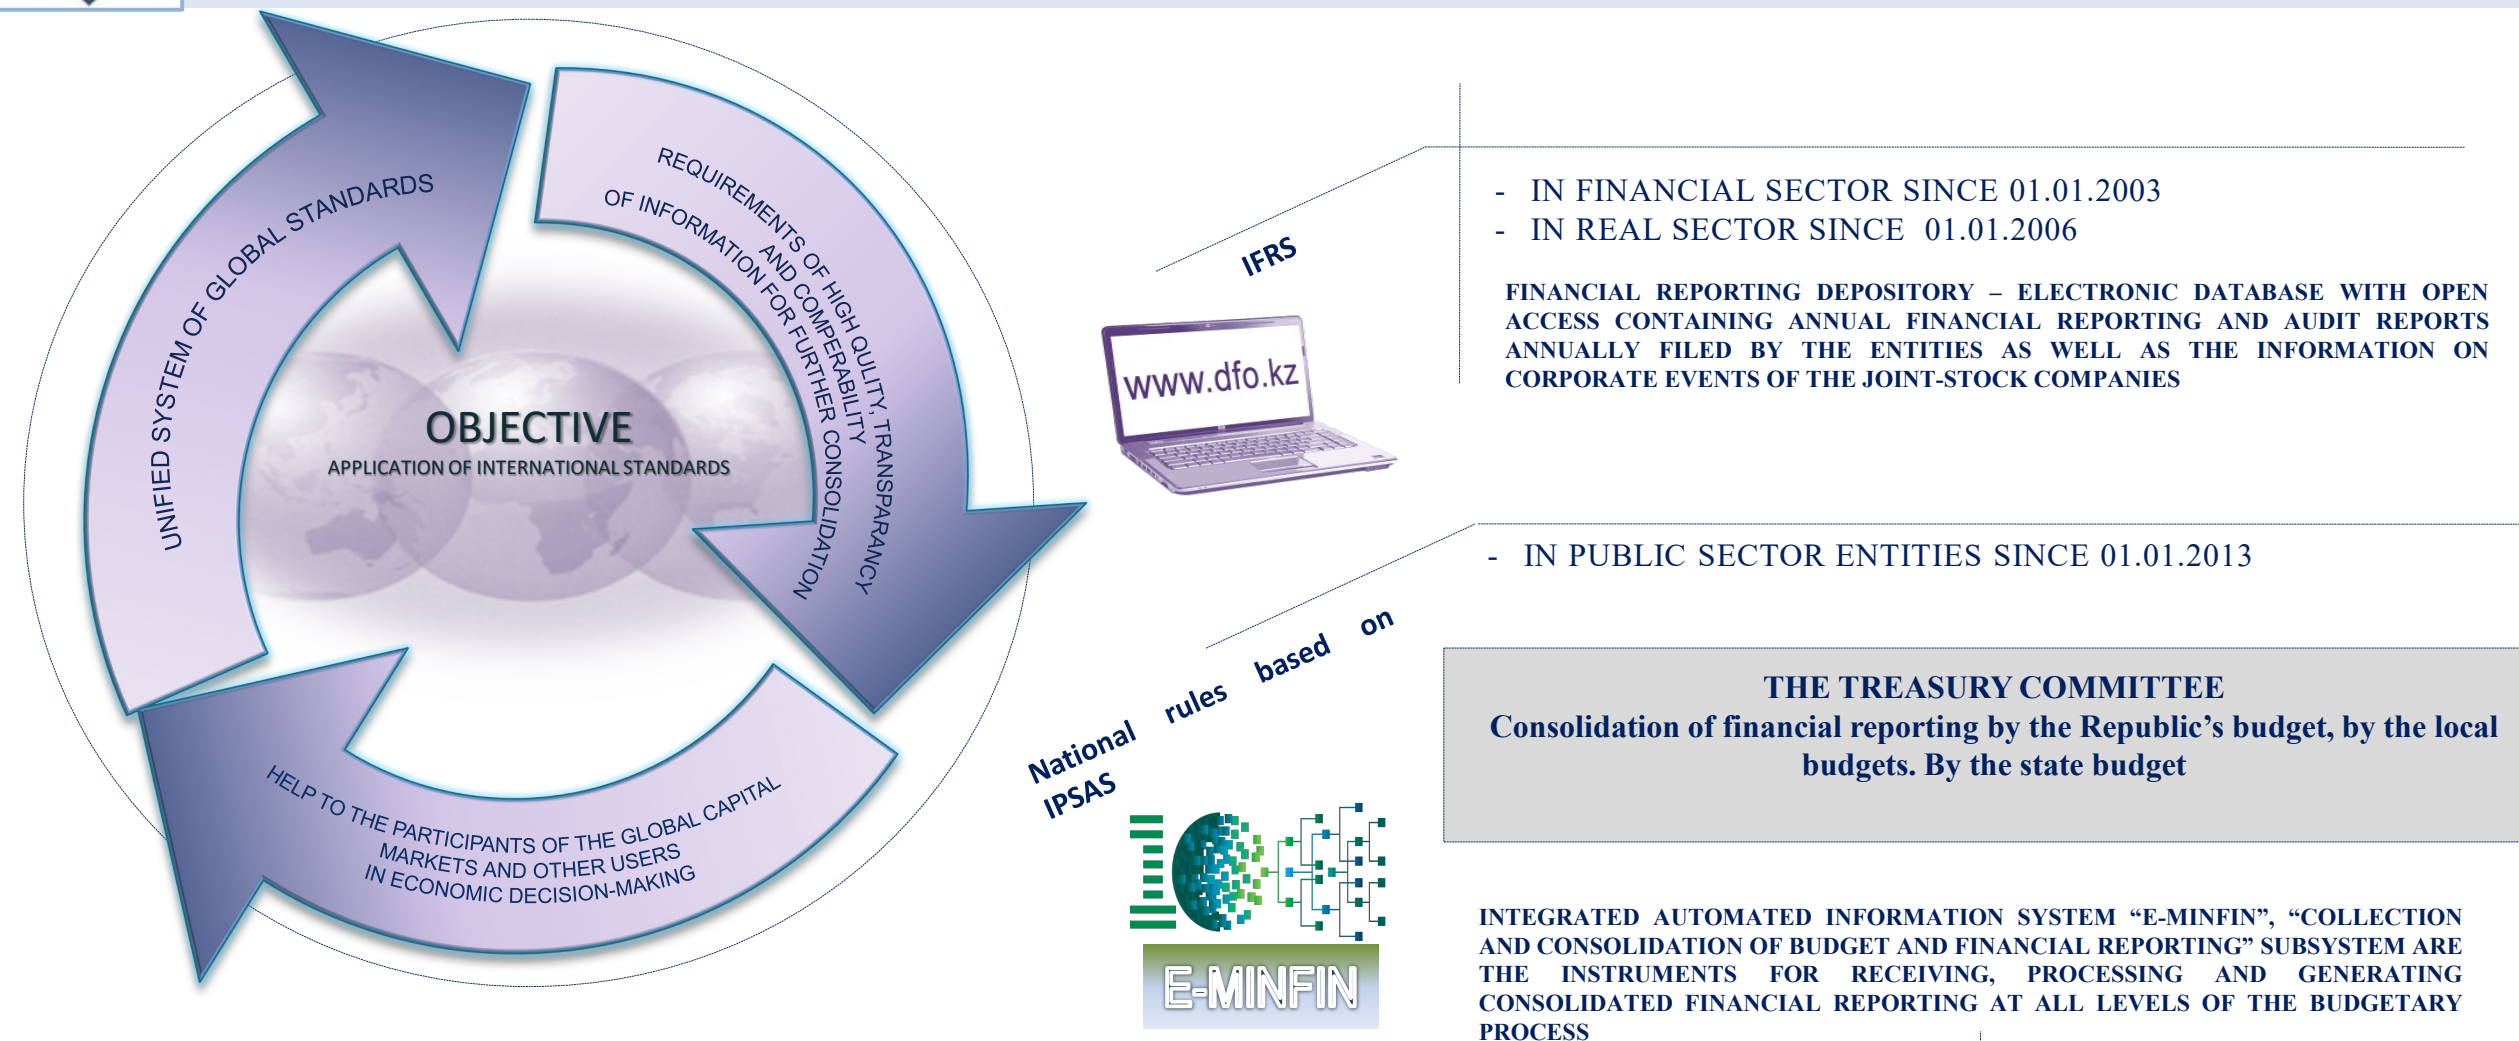 UNIFIED SYSTEM OF GLOBAL STANDARDS
REQUIREMENTS OF HIGH QULITY, TRANSPARANCY
AND COMPERABILITY
OF INFORMATION FOR FURTHER CONSOLIDATION
HELP TO THE PARTICIPANTS OF THE GLOBAL CAPITAL
MARKETS AND OTHER USERS
IN ECONOMIC DECISION-MAKING
OBJECTIVE
APPLICATION OF INTERNATIONAL STANDARDS
IFRS
www.dfo.kz
- IN FINANCIAL SECTOR SINCE 01.01.2003
- IN REAL SECTOR SINCE 01.01.2006
FINANCIAL REPORTING DEPOSITORY – ELECTRONIC DATABASE WITH OPEN
ACCESS CONTAINING ANNUAL FINANCIAL REPORTING AND AUDIT REPORTS
ANNUALLY FILED BY THE ENTITIES AS WELL AS THE INFORMATION ON
CORPORATE EVENTS OF THE JOINT-STOCK COMPANIES
National rules based on
IPSAS
E-MINFIN
- IN PUBLIC SECTOR ENTITIES SINCE 01.01.2013
THE TREASURY COMMITTEE
Consolidation of financial reporting by the Republic’s budget, by the local
budgets. By the state budget
INTEGRATED AUTOMATED INFORMATION SYSTEM “E-MINFIN”, “COLLECTION
AND CONSOLIDATION OF BUDGET AND FINANCIAL REPORTING” SUBSYSTEM ARE
THE INSTRUMENTS FOR RECEIVING, PROCESSING AND GENERATING
CONSOLIDATED FINANCIAL REPORTING AT ALL LEVELS OF THE BUDGETARY
PROCESS